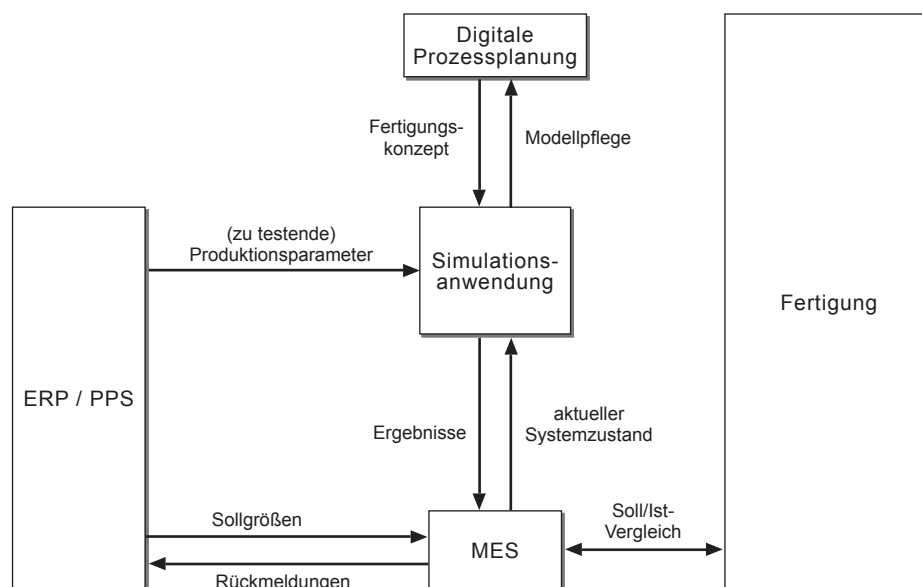 Digitale
Prozessplanung
Fertigungs-
konzept
Modellpflege
(zu testende)
Produktionsparameter
Simulations-
anwendung
Fertigung
ERP / PPS
Ergebnisse
aktueller
Systemzustand
Sollgrößen
Soll/Ist-
Vergleich
MES
Rückmeldungen